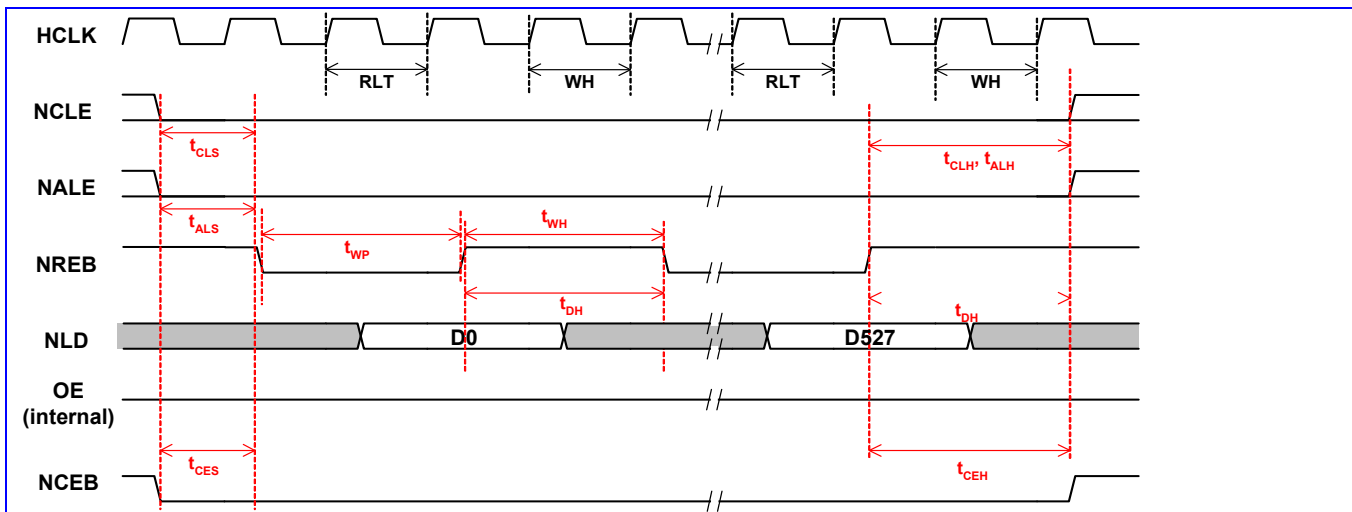 HCLK
RLT
WH
RLT
WH
NCLE
tCLS
tCLH, tALH
NALE
tALS
tWH
NREB
tWP
tDH
tDH
NLD
D0
D527
OE
(internal)
tCES
tCEH
NCEB